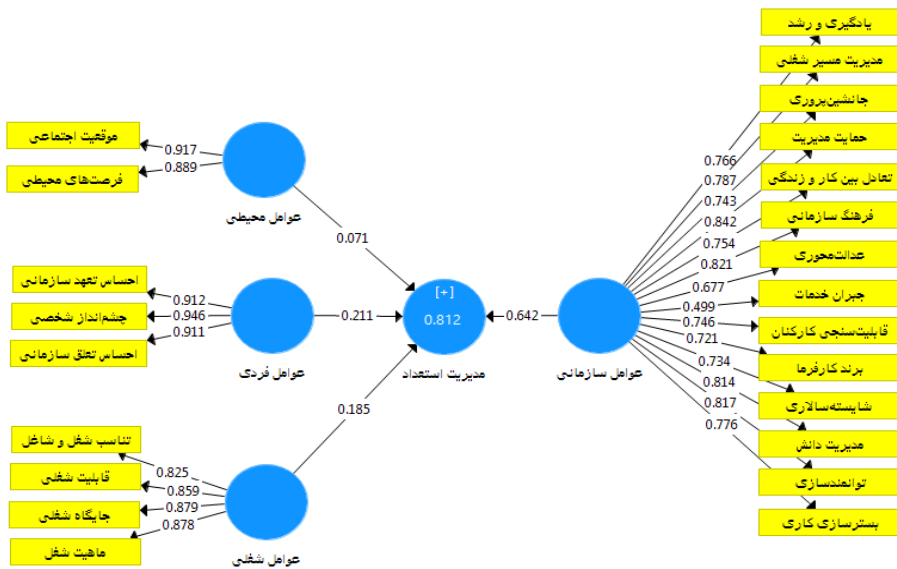 موقعیت اجتماعی
فرصت‌های محیطی
0.917
0.889
عوامل محیطی
0.071
احساس تعهد سازمانی
چشم‌انداز شخصی
احساس تعلق سازمانی
0.912
0.946
0.911
عوامل فردی
0.211
تناسب شغل و شاغل
قابلیت شغلی
جایگاه شغلی
ماهیت شغل
0.825
0.859
0.879
0.878
عوامل شغلی
0.185
[+]
0.812
مدیریت استعداد
0.642
عوامل سازمانی
0.766
0.787
0.743
0.842
0.754
0.821
0.677
0.499
0.746
0.721
0.734
0.814
0.817
0.776
یادگیری و رشد
مدیریت مسیر شغلی
جانشین‌پروری
حمایت مدیریت
تعادل بین کار و زندگی
فرهنگ سازمانی
عدالت‌محوری
جبران خدمات
قابلیت‌سنجی کارکنان
برند کارفرما
شایسته‌سالاری
مدیریت دانش
توانمندسازی
بسترسازی کاری